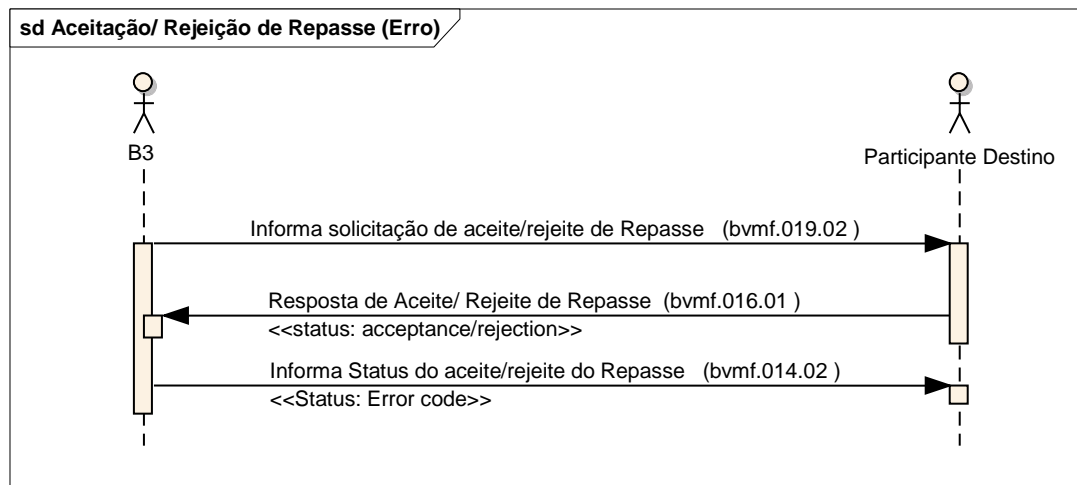 sd Aceitação/ Rejeição de Repasse (Erro)
B3
Participante Destino
Informa solicitação de aceite/rejeite de Repasse (bvmf.019.02 )
Resposta de Aceite/ Rejeite de Repasse (bvmf.016.01 )
<<status: acceptance/rejection>>
Informa Status do aceite/rejeite do Repasse (bvmf.014.02 )
<<Status: Error code>>